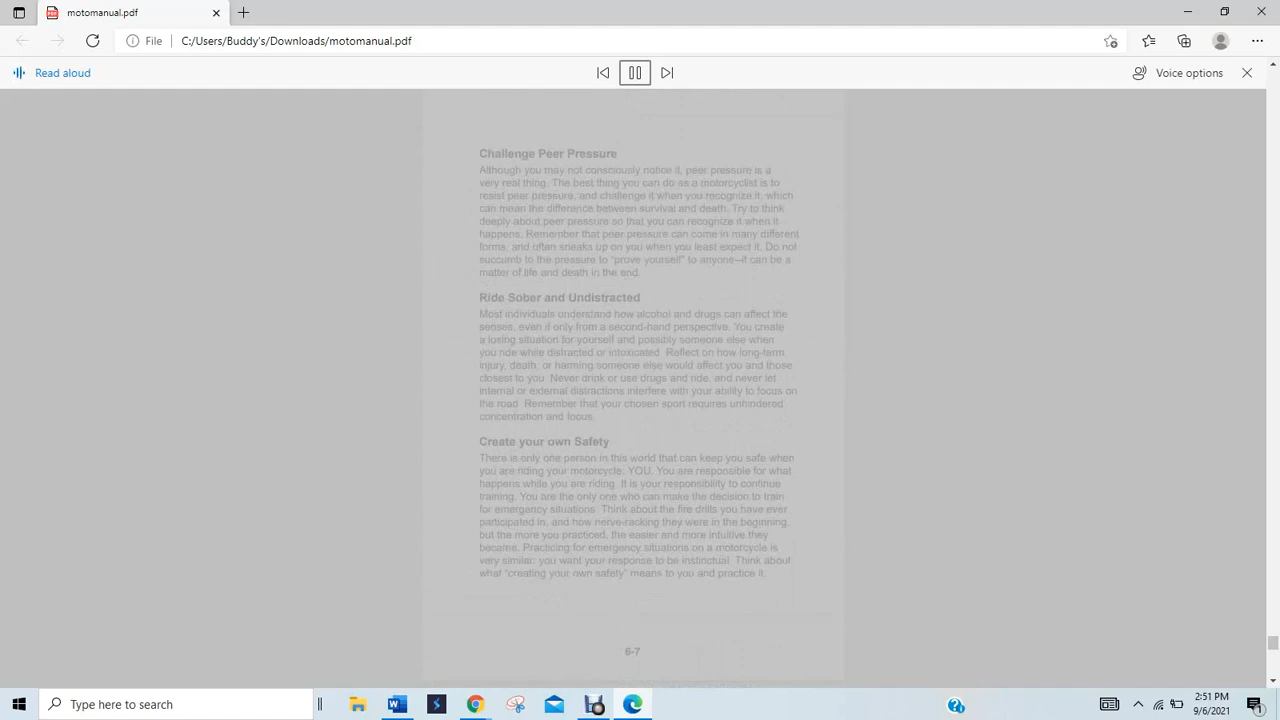 motomanual.pdf
File C:/Users/Buddy's/Downloads/motomanual.pdf
Read aloud
Voice options
Challenge Peer Pressure
Although you may not consciously notice it, peer pressure is a
very real thing. The best thing you can do as a motorcyclist is to
resist peer pressure, and challenge it when you recognize it, which
can mean the difference between survival and death. Try to think
deeply about peer pressure so that you can recognize it when it
happens. Remember that peer pressure can come in many different
forms, and often sneaks up on you when you least expect it. Do not
succumb to the pressure to “prove yourself” to anyone–it can be a
matter of life and death in the end.
Ride Sober and Undistracted
Most individuals understand how alcohol and drugs can affect the
senses, even if only from a second-hand perspective. You create
a losing situation for yourself and possibly someone else when
you ride while distracted or intoxicated. Reflect on how long-term
injury, death, or harming someone else would affect you and those
closest to you. Never drink or use drugs and ride, and never let
internal or external distractions interfere with your ability to focus on
the road. Remember that your chosen sport requires unhindered
concentration and focus.
Create your own Safety
There is only one person in this world that can keep you safe when
you are riding your motorcycle: YOU. You are responsible for what
happens while you are riding. It is your responsibility to continue
training. You are the only one who can make the decision to train
for emergency situations. Think about the fire drills you have ever
participated in, and how nerve-racking they were in the beginning,
but the more you practiced, the easier and more intuitive they
became. Practicing for emergency situations on a motorcycle is
very similar: you want your response to be instinctual. Think about
what “creating your own safety” means to you and practice it.
6-7
Type here to search
2:51 PM
9/6/2021